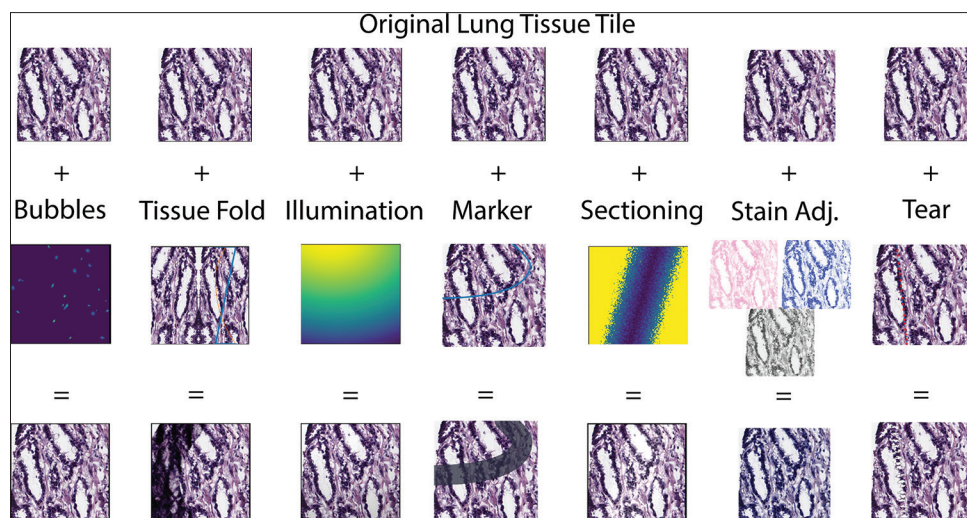 Original Lung Tissue Tile
+ + + + + + +
Bubbles Tissue Fold Illumination Marker Sectioning Stain Adj. Tear
= = = = = = =